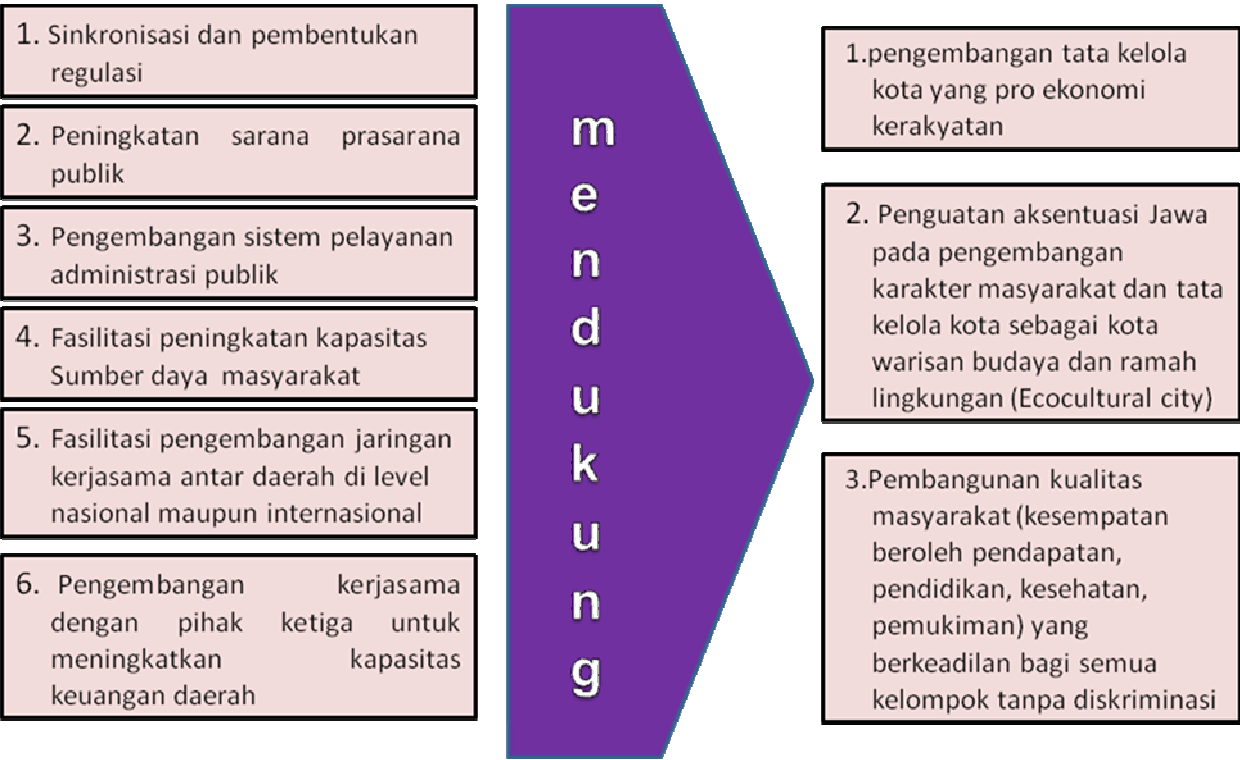 1. Sinkronisasi dan pembentukan
regulasi
2. Peningkatan sarana prasarana
publik
3. Pengembangan sistem pelayanan
administrasi publik
4. Fasilitasi peningkatan kapasitas
Sumber daya masyarakat
5. Fasilitasi pengembangan jaringan
kerjasama antar daerah di level
nasional maupun internasional
6. Pengembangan kerjasama
dengan pihak ketiga untuk
meningkatkan kapasitas
keuangan daerah
m
e
n
d
u
k
u
n
g
1.pengembangan tata kelola
kota yang pro ekonomi
kerakyatan
2. Penguatan aksentuasi Jawa
pada pengembangan
karakter masyarakat dan tata
kelola kota sebagai kota
warisan budaya dan ramah
lingkungan (Ecocultural city)
3.Pembangunan kualitas
masyarakat (kesempatan
beroleh pendapatan,
pendidikan, kesehatan,
pemukiman) yang
berkeadilan bagi semua
kelompok tanpa diskriminasi